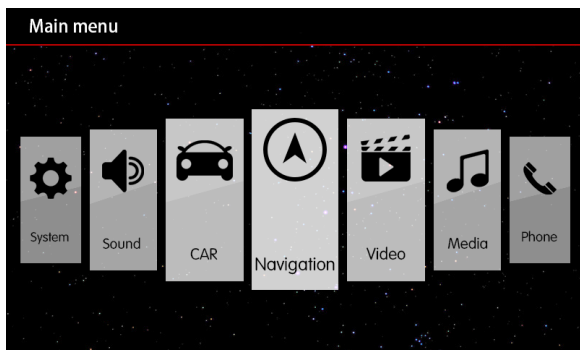 Main menu
System
Sound
CAR
Navigation
Video
Media
Phone